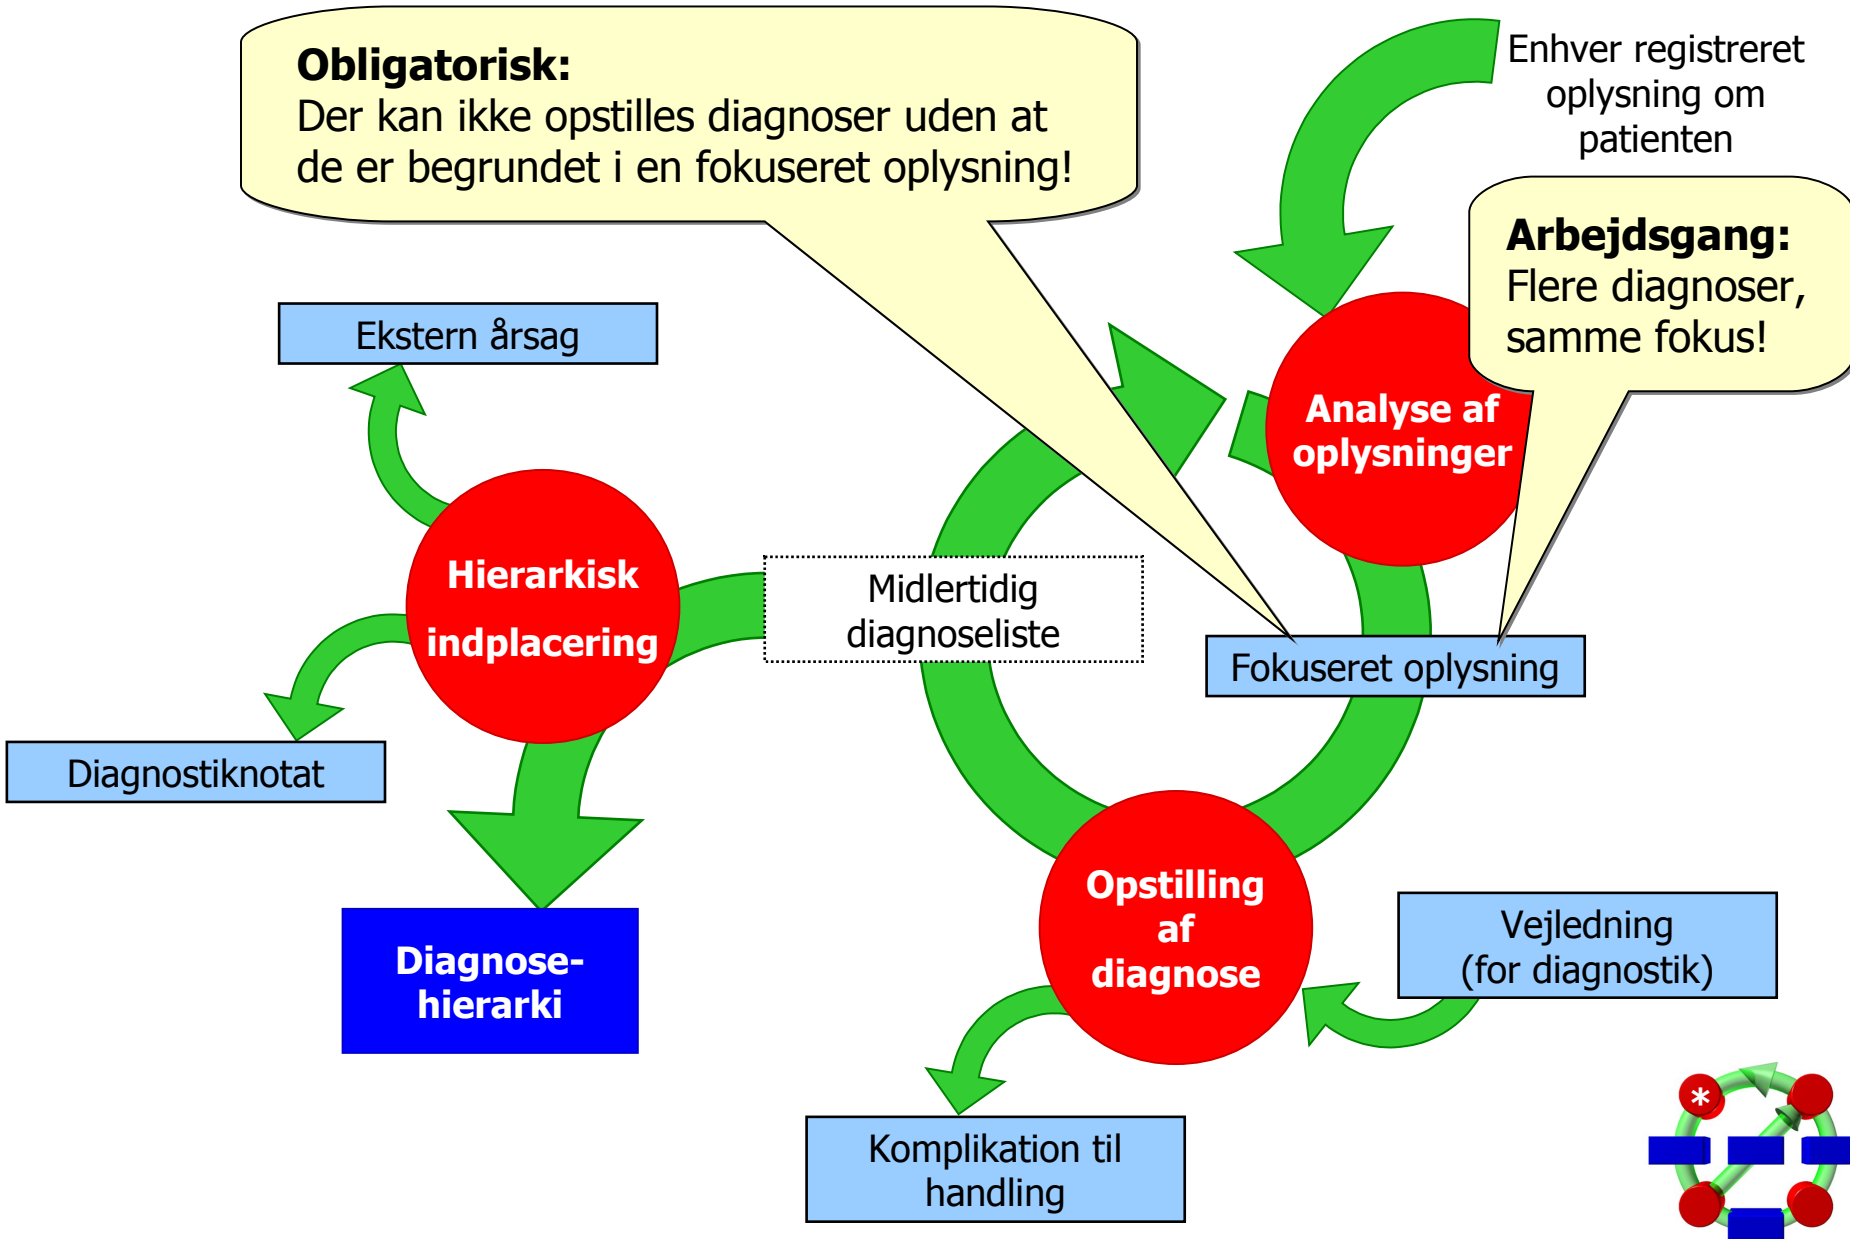 Obligatorisk:
Der kan ikke opstilles diagnoser uden at
de er begrundet i en fokuseret oplysning!
Enhver registreret
oplysning om
patienten
Arbejdsgang:
Flere diagnoser,
samme fokus!
Ekstern årsag
Analyse af
oplysninger
Hierarkisk
indplacering
Midlertidig
diagnoseliste
Fokuseret oplysning
Diagnostiknotat
Opstilling
af
diagnose
Vejledning
(for diagnostik)
Diagnose-
hierarki
Komplikation til
handling
*